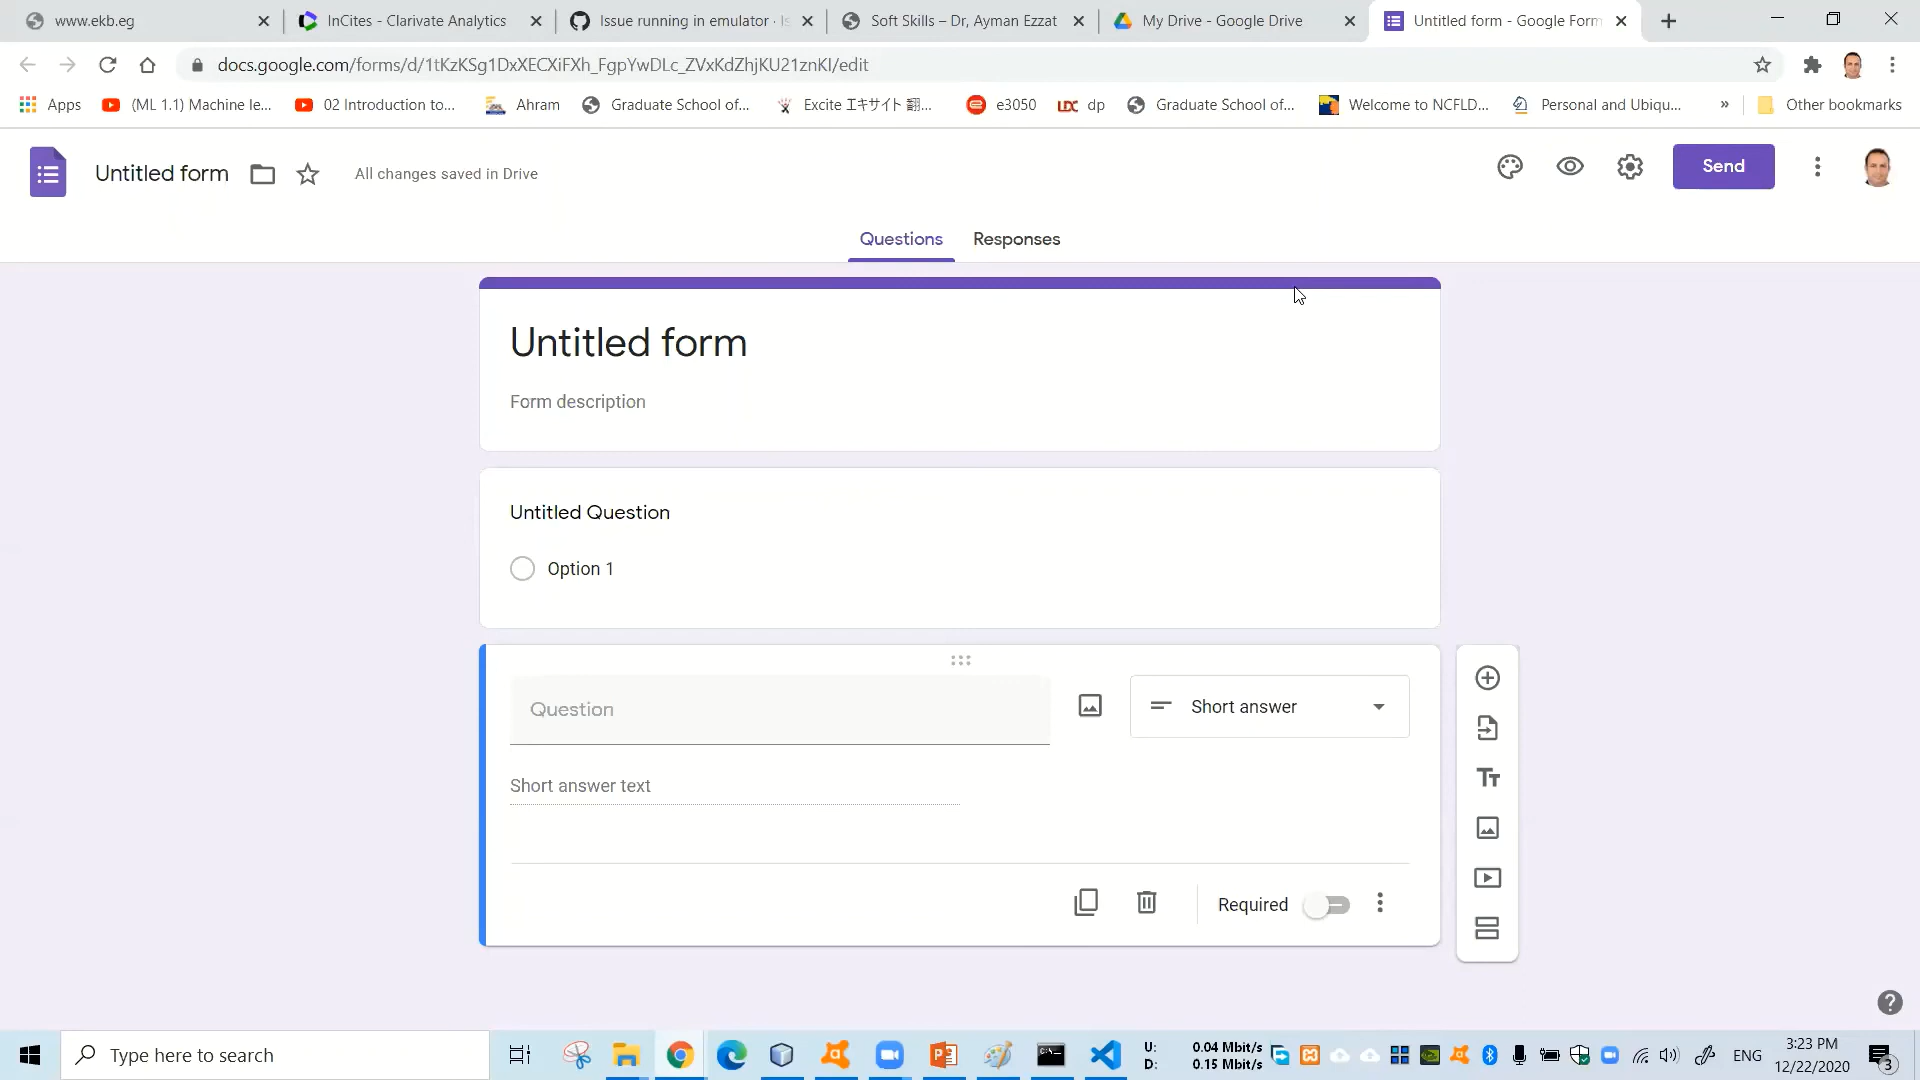 www.ekb.eg
InCites - Clarivate Analytics
Issue running in emulator · Is
Soft Skills – Dr, Ayman Ezzat
My Drive - Google Drive
Untitled form - Google Form
docs.google.com/forms/d/1tKzKSg1DxXECXiFXh_FgpYwDLc_ZVxKdZhjKU21znKI/edit
Apps
(ML 1.1) Machine le...
02 Introduction to...
Ahram
Graduate School of...
Excite エキサイト 翻...
e3050
dp
Graduate School of...
Welcome to NCFLD...
Personal and Ubiqu...
»
Other bookmarks
Untitled form
All changes saved in Drive
Send
Questions
Responses
Untitled form
Form description
Untitled Question
Option 1
Question
Short answer
Short answer text
Required
Type here to search
U: 0.04 Mbit/s
D: 0.15 Mbit/s
ENG
3:23 PM
12/22/2020
3